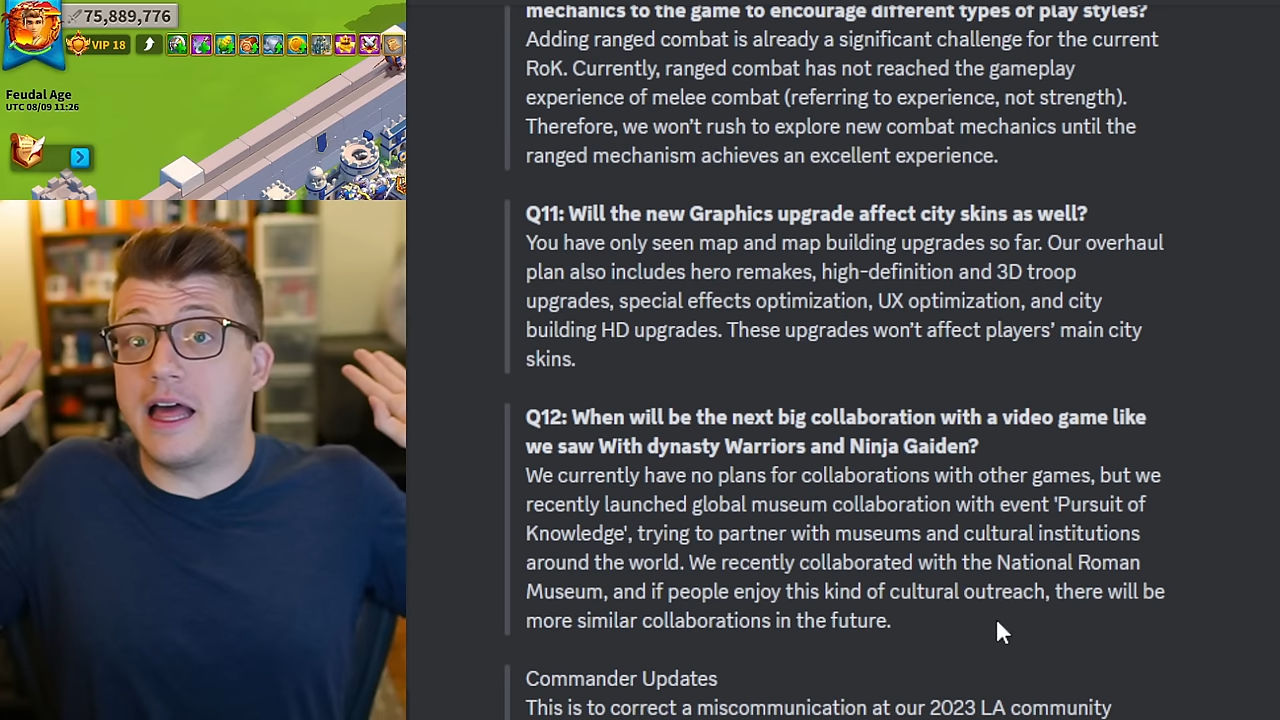 75,889,776
VIP 18
Feudal Age
UTC 08/09 11:26
mechanics to the game to encourage different types of play styles?
Adding ranged combat is already a significant challenge for the current
RoK. Currently, ranged combat has not reached the gameplay
experience of melee combat (referring to experience, not strength).
Therefore, we won't rush to explore new combat mechanics until the
ranged mechanism achieves an excellent experience.
Q11: Will the new Graphics upgrade affect city skins as well?
You have only seen map and map building upgrades so far. Our overhaul
plan also includes hero remakes, high-definition and 3D troop
upgrades, special effects optimization, UX optimization, and city
building HD upgrades. These upgrades won't affect players' main city
skins.
Q12: When will be the next big collaboration with a video game like
we saw With dynasty Warriors and Ninja Gaiden?
We currently have no plans for collaborations with other games, but we
recently launched global museum collaboration with event 'Pursuit of
Knowledge', trying to partner with museums and cultural institutions
around the world. We recently collaborated with the National Roman
Museum, and if people enjoy this kind of cultural outreach, there will be
more similar collaborations in the future.
Commander Updates
This is to correct a miscommunication at our 2023 LA community